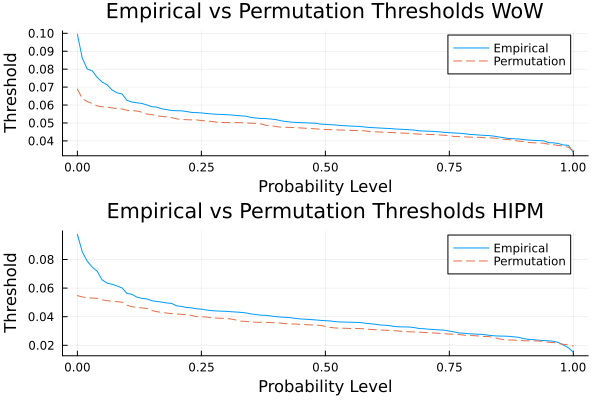 Empirical vs Permutation Thresholds WoW
0.10
0.09
0.08
0.07
0.06
0.05
0.04
Threshold
Empirical
Permutation
0.00 0.25 0.50 0.75 1.00
Probability Level
Empirical vs Permutation Thresholds HIPM
0.08
0.06
0.04
0.02
Threshold
Empirical
Permutation
0.00 0.25 0.50 0.75 1.00
Probability Level